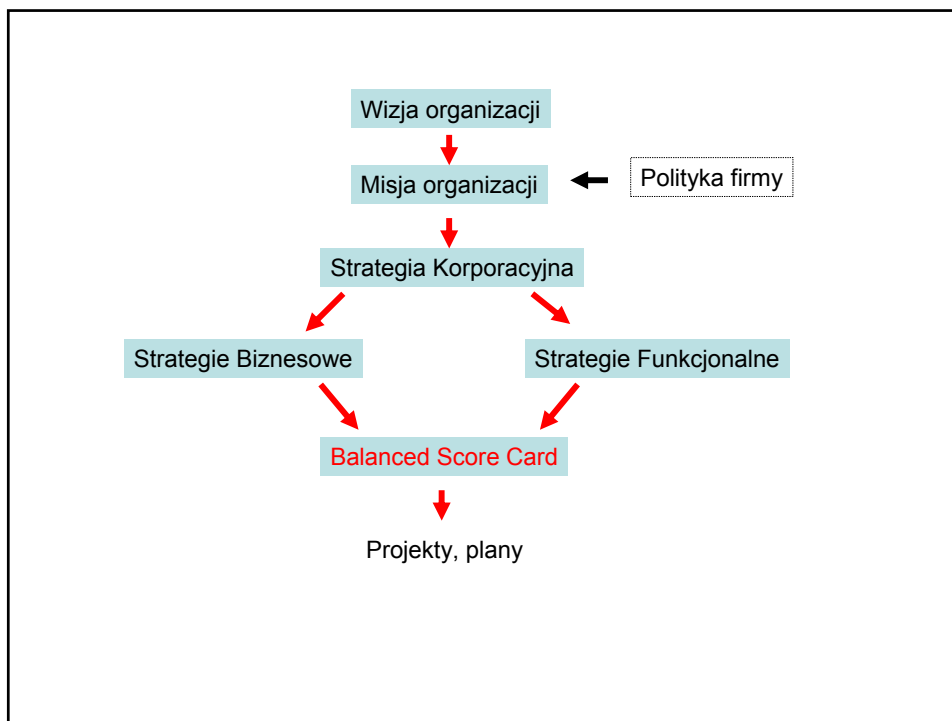 Wizja organizacji
Misja organizacji
Polityka firmy
Strategia Korporacyjna
Strategie Biznesowe
Strategie Funkcjonalne
Balanced Score Card
Projekty, plany